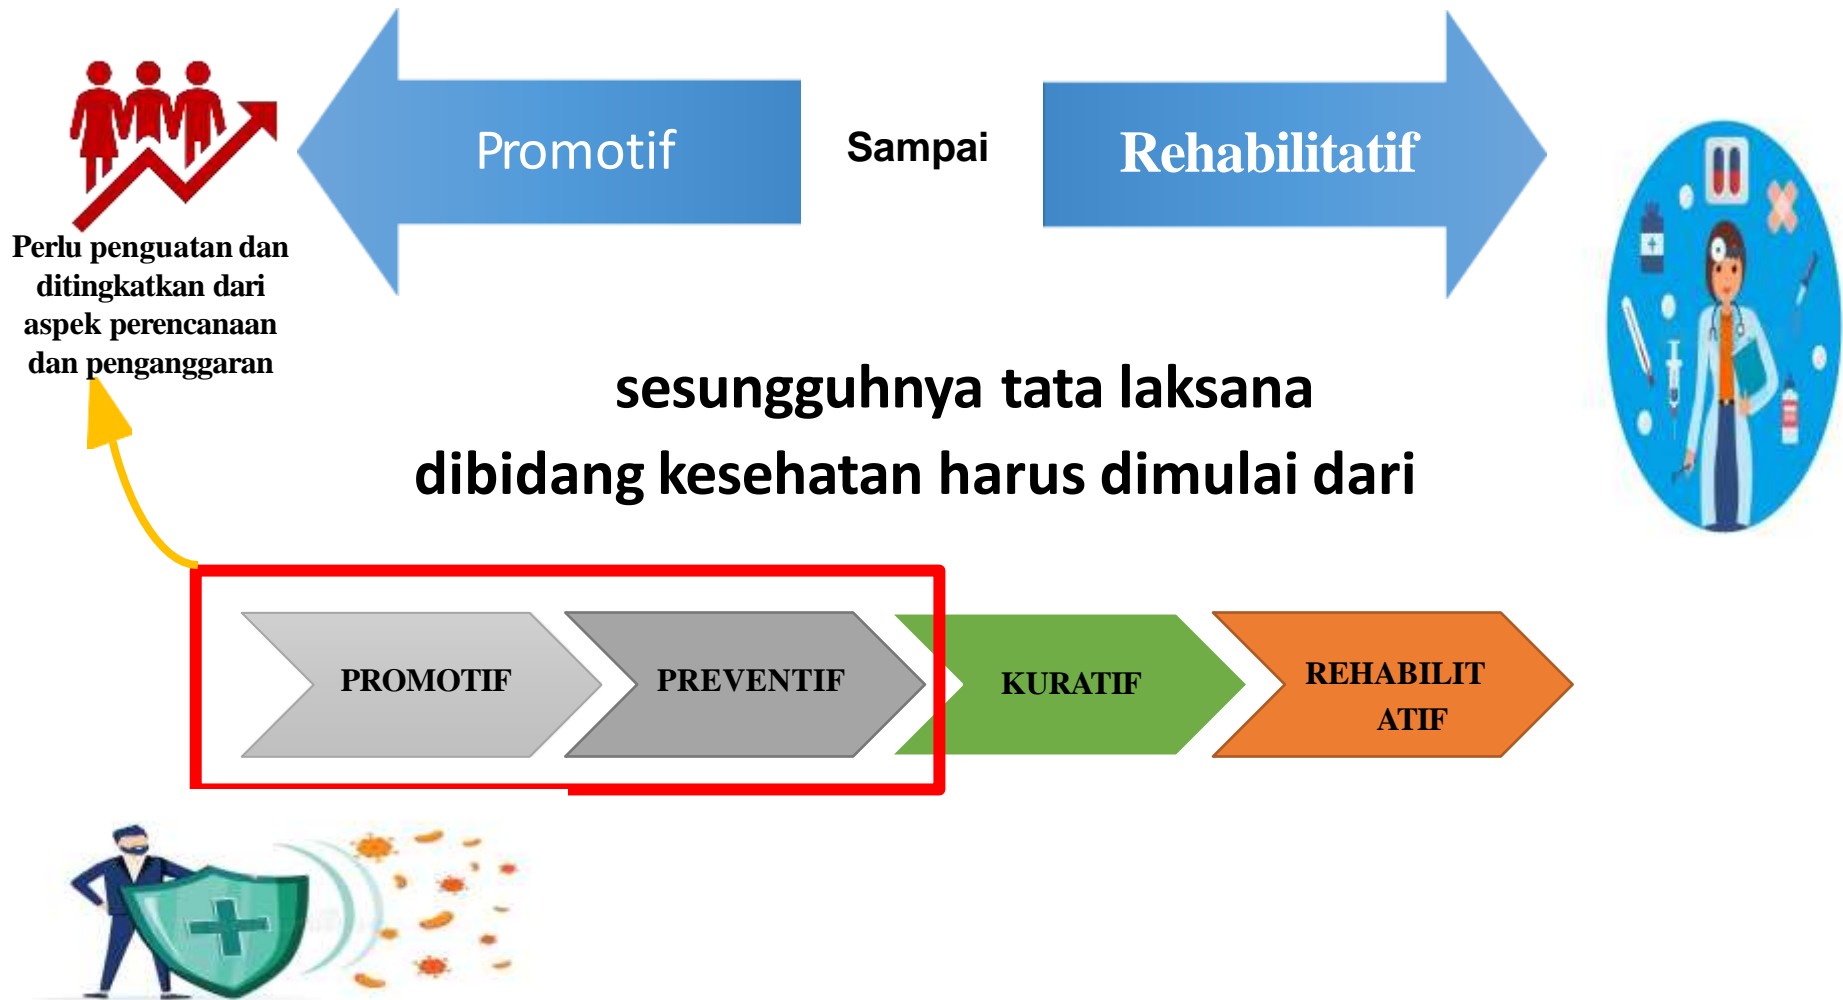 Promotif
Sampai
Rehabilitatif
Perlu penguatan dan
ditingkatkan dari
aspek perencanaan
dan penganggaran
sesungguhnya tata laksana
dibidang kesehatan harus dimulai dari
PROMOTIF
PREVENTIF
KURATIF
REHABILIT
ATIF